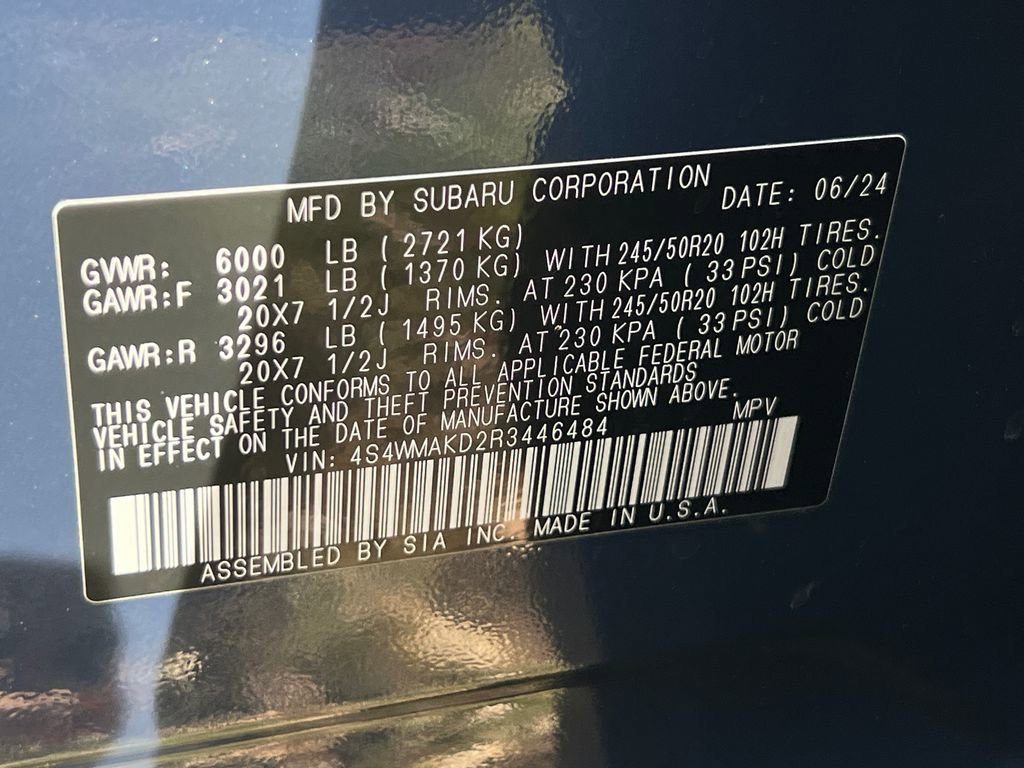 MFD BY SUBARU CORPORATION DATE: 06/24
GVWR: 6000 LB ( 2721 KG)
GAWR:F 3021 LB ( 1370 KG) WITH 245/50R20 102H TIRES.
20X7 1/2J RIMS. AT 230 KPA ( 33 PSI) COLD
GAWR:R 3296 LB ( 1495 KG) WITH 245/50R20 102H TIRES.
20X7 1/2J RIMS. AT 230 KPA ( 33 PSI) COLD
THIS VEHICLE CONFORMS TO ALL APPLICABLE FEDERAL MOTOR
VEHICLE SAFETY AND THEFT PREVENTION STANDARDS
IN EFFECT ON THE DATE OF MANUFACTURE SHOWN ABOVE.
VIN: 4S4WMAKD2R3446484 MPV
ASSEMBLED BY SIA INC. MADE IN U.S.A.